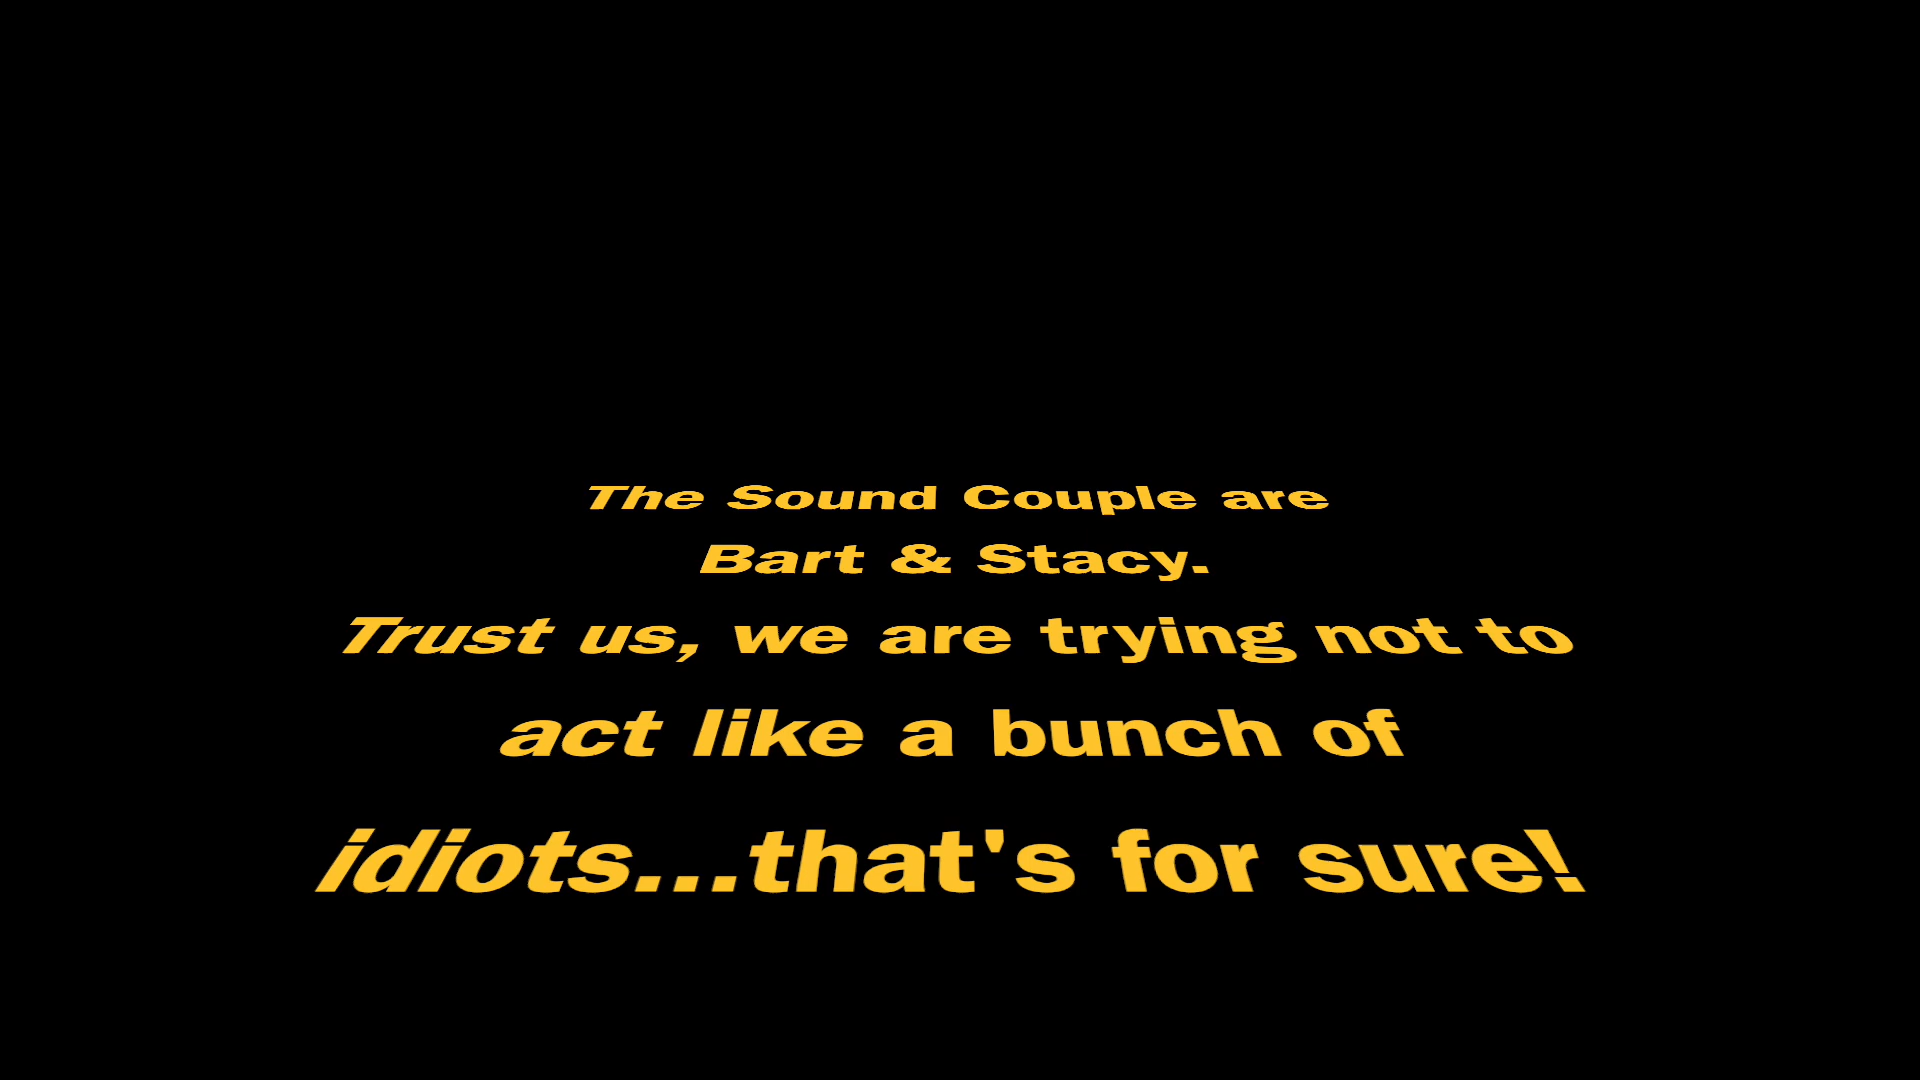 The Sound Couple are
Bart & Stacy.
Trust us, we are trying not to
act like a bunch of
idiots...that's for sure!